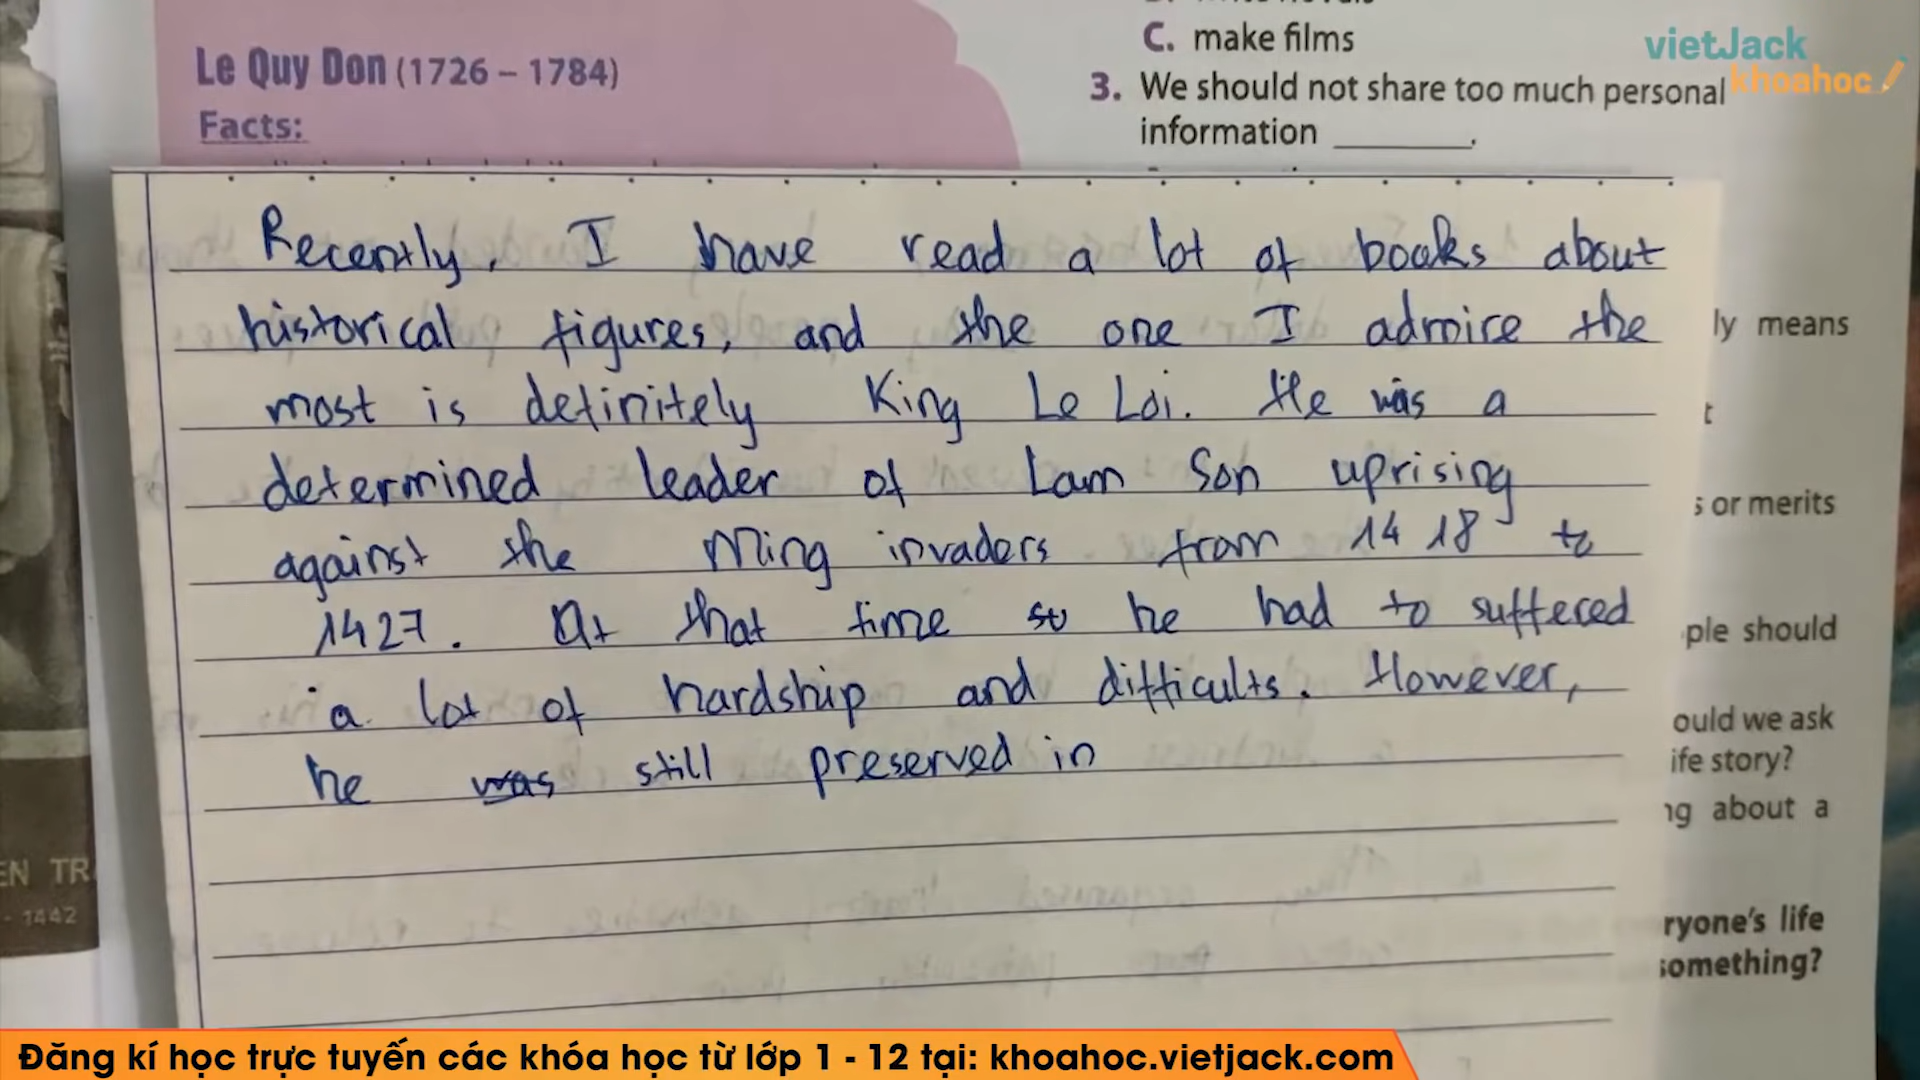 Le Quy Don (1726 – 1784)
Facts:
C. make films
3. We should not share too much personal
information ________.
vietJack
khoahoc
Recently, I have read a lot of books about
historical figures, and the one I admire the
most is definitely King Le Loi. He was a
determined leader of Lam Son uprising
against the Ming invaders from 1418 to
1427. At that time he had to suffered
a lot of hardship and difficults. However,
he was still preserved in
ly means
t
s or merits
ple should
ould we ask
ife story?
ng about a
ryone's life
something?
EN TR
- 1442
Đăng kí học trực tuyến các khóa học từ lớp 1 - 12 tại: khoahoc.vietjack.com